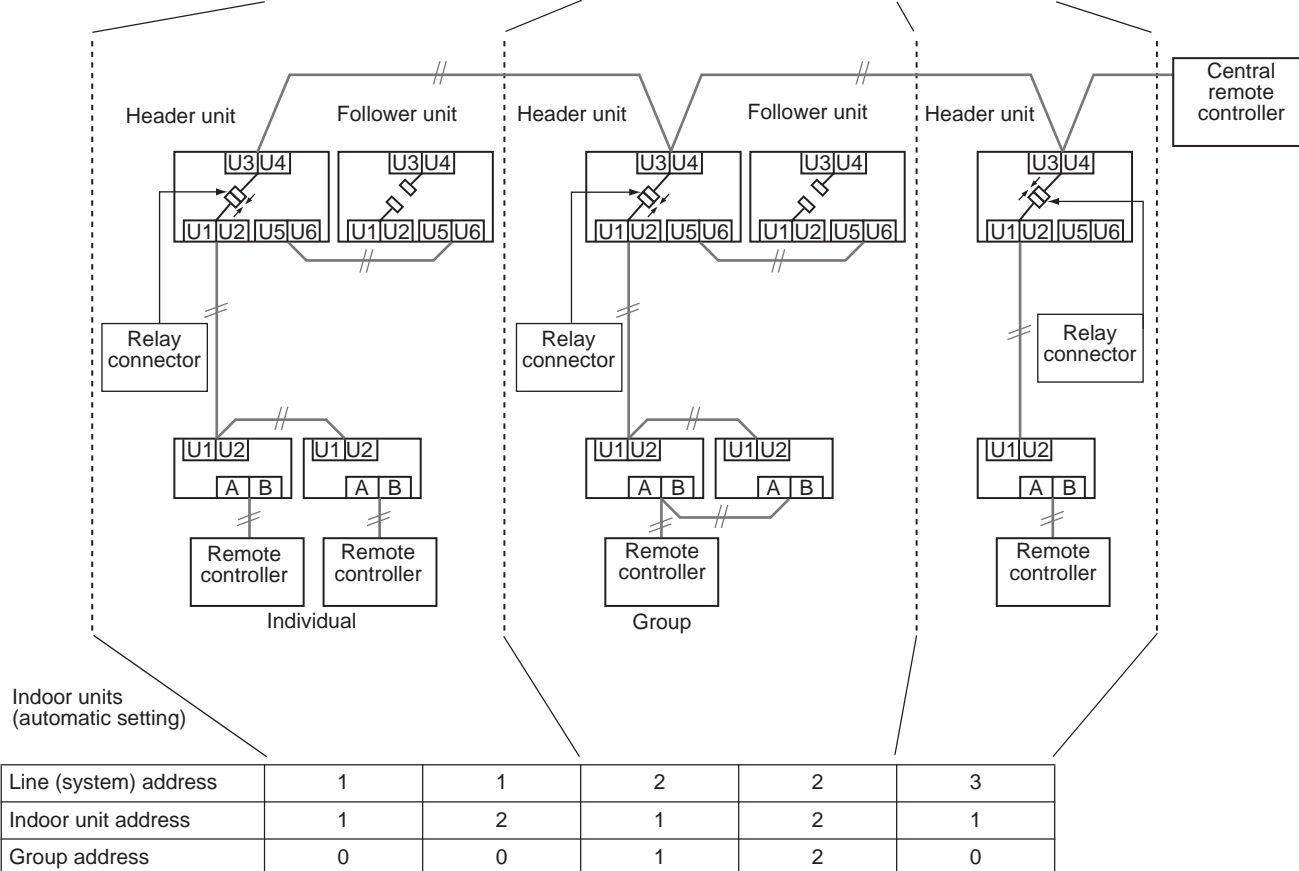 Central
remote
controller
Header unit
Follower unit
Header unit
Follower unit
Header unit
U3 U4
U3 U4
U3 U4
U3 U4
U3 U4
U1 U2 U5 U6
U1 U2 U5 U6
U1 U2 U5 U6
U1 U2 U5 U6
U1 U2 U5 U6
Relay
connector
Relay
connector
Relay
connector
U1 U2
U1 U2
U1 U2
U1 U2
U1 U2
A B
A B
A B
A B
A B
Remote
controller
Remote
controller
Remote
controller
Remote
controller
Individual
Group
Indoor units
(automatic setting)
Line (system) address 1 1 2 2 3
Indoor unit address 1 2 1 2 1
Group address 0 0 1 2 0